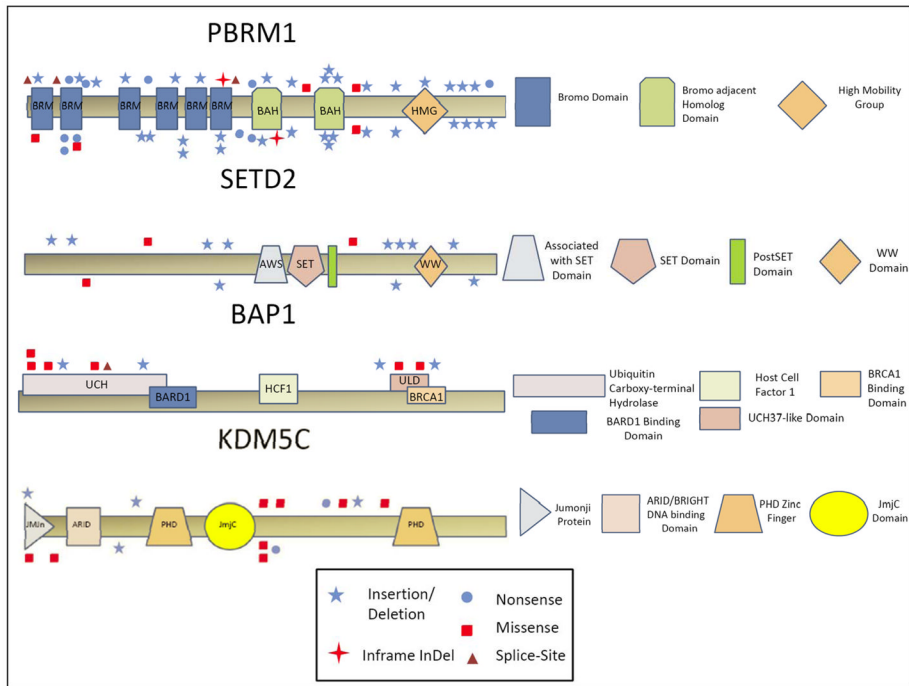 PBRM1
BRM BRM BRM BRM BRM BRM BAH BAH HMG
Bromo Domain
Bromo adjacent
Homolog
Domain
High Mobility
Group
SETD2
AWS SET WW
Associated
with SET
Domain
SET Domain
PostSET
Domain
WW
Domain
BAP1
UCH BARD1 HCF1 ULD BRCA1
Ubiquitin
Carboxy-terminal
Hydrolase
Host Cell
Factor 1
BRCA1
Binding
Domain
BARD1 Binding
Domain
UCH37-like Domain
KDM5C
JMJn ARID PHD JmjC PHD
Jumonji
Protein
ARID/BRIGHT
DNA binding
Domain
PHD Zinc
Finger
JmjC
Domain
Insertion/
Deletion
Nonsense
Missense
Inframe InDel
Splice-Site